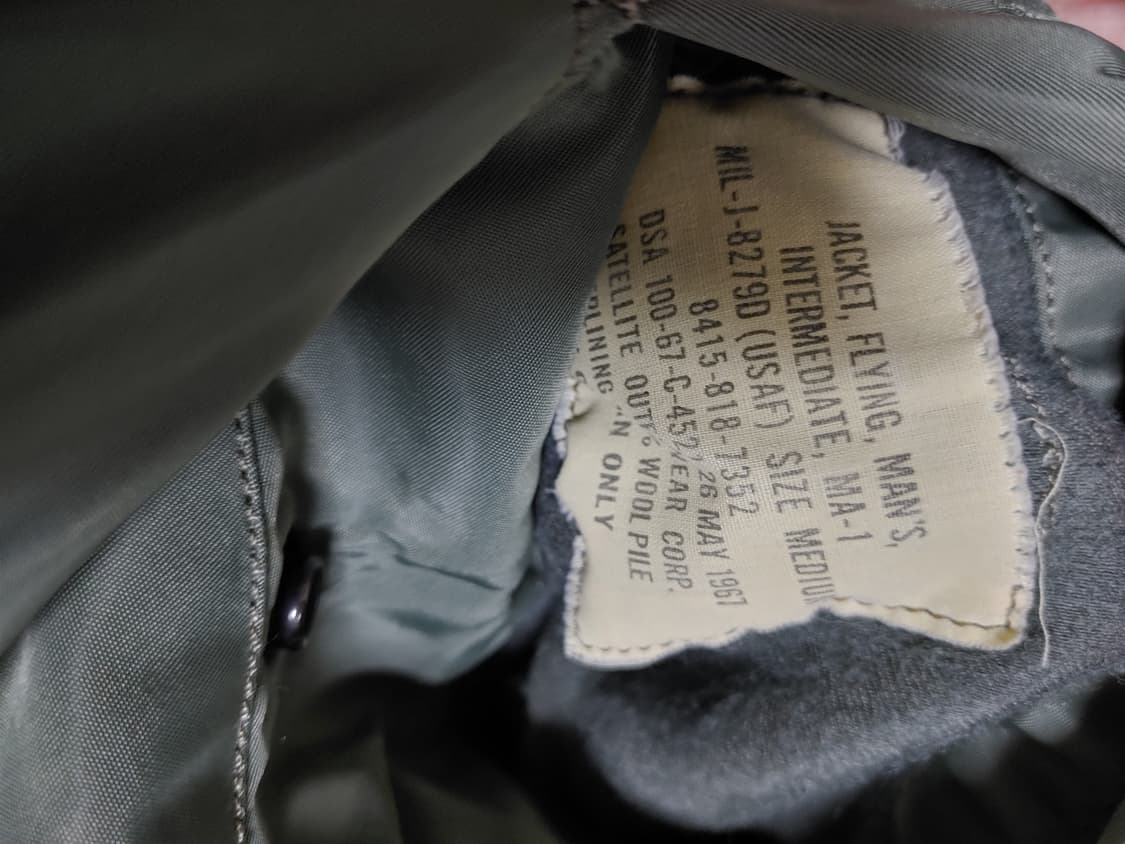 JACKET, FLYING, MAN'S,
INTERMEDIATE, MA-1
MIL-J-8279D (USAF) SIZE MEDIUM
8415-818-7352
DSA 100-67-C-452 26 MAY 1967
SATELLITE WEAR CORP.
WOOL PILE
ONLY